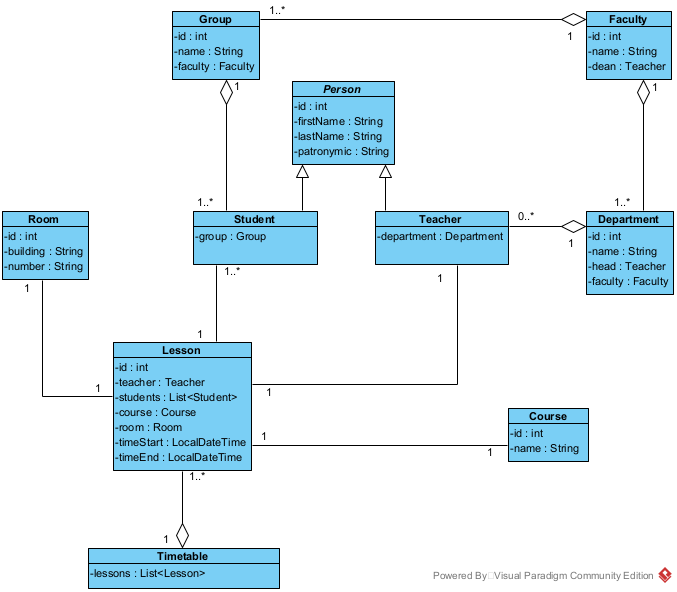 Group
-id : int
-name : String
-faculty : Faculty
1..*
1
Faculty
-id : int
-name : String
-dean : Teacher
1
1
Person
-id : int
-firstName : String
-lastName : String
-patronymic : String
1..*
1..*
Room
-id : int
-building : String
-number : String
1
Student
-group : Group
1..*
Teacher
-department : Department
1
0..*
1
Department
-id : int
-name : String
-head : Teacher
-faculty : Faculty
1
1
Lesson
-id : int
-teacher : Teacher
-students : List<Student>
-course : Course
-room : Room
-timeStart : LocalDateTime
-timeEnd : LocalDateTime
1
1
1
Course
-id : int
-name : String
1..*
1
Timetable
-lessons : List<Lesson>
Powered By Visual Paradigm Community Edition